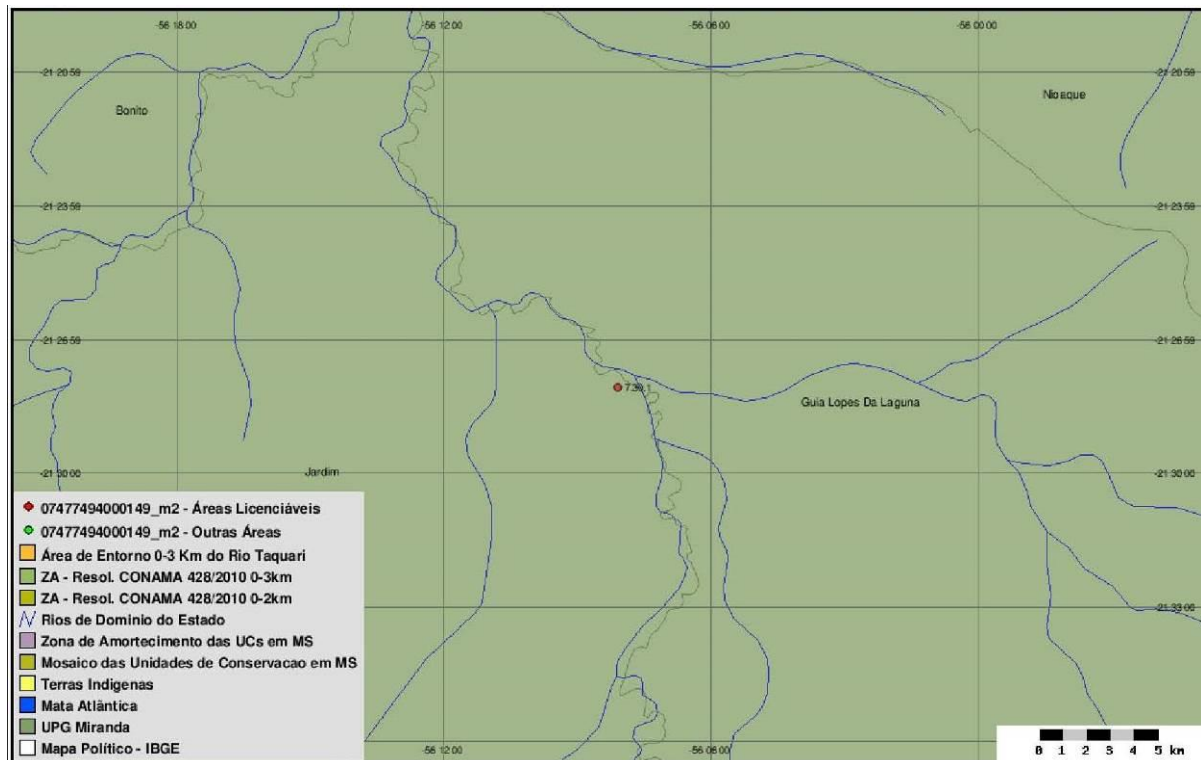 -56 18 00 -56 12 00 -56 06 00 -56 00 00
-21 20 59 -21 20 59
Bonito
Nioaque
-21 23 59 -21 23 59
-21 26 59 -21 26 59
Guia Lopes Da Laguna
Jardim
-21 30 00 -21 30 00
07477494000149_m2 - Áreas Licenciáveis
07477494000149_m2 - Outras Áreas
Área de Entorno 0-3 Km do Rio Taquari
ZA - Resol. CONAMA 428/2010 0-3km
ZA - Resol. CONAMA 428/2010 0-2km
-21 33 00
Rios de Dominio do Estado
Zona de Amortecimento das UCs em MS
Mosaico das Unidades de Conservacao em MS
Terras Indigenas
Mata Atlântica
UPG Miranda
Mapa Político - IBGE
-56 12 00 -56 06 00
0 1 2 3 4 5 km